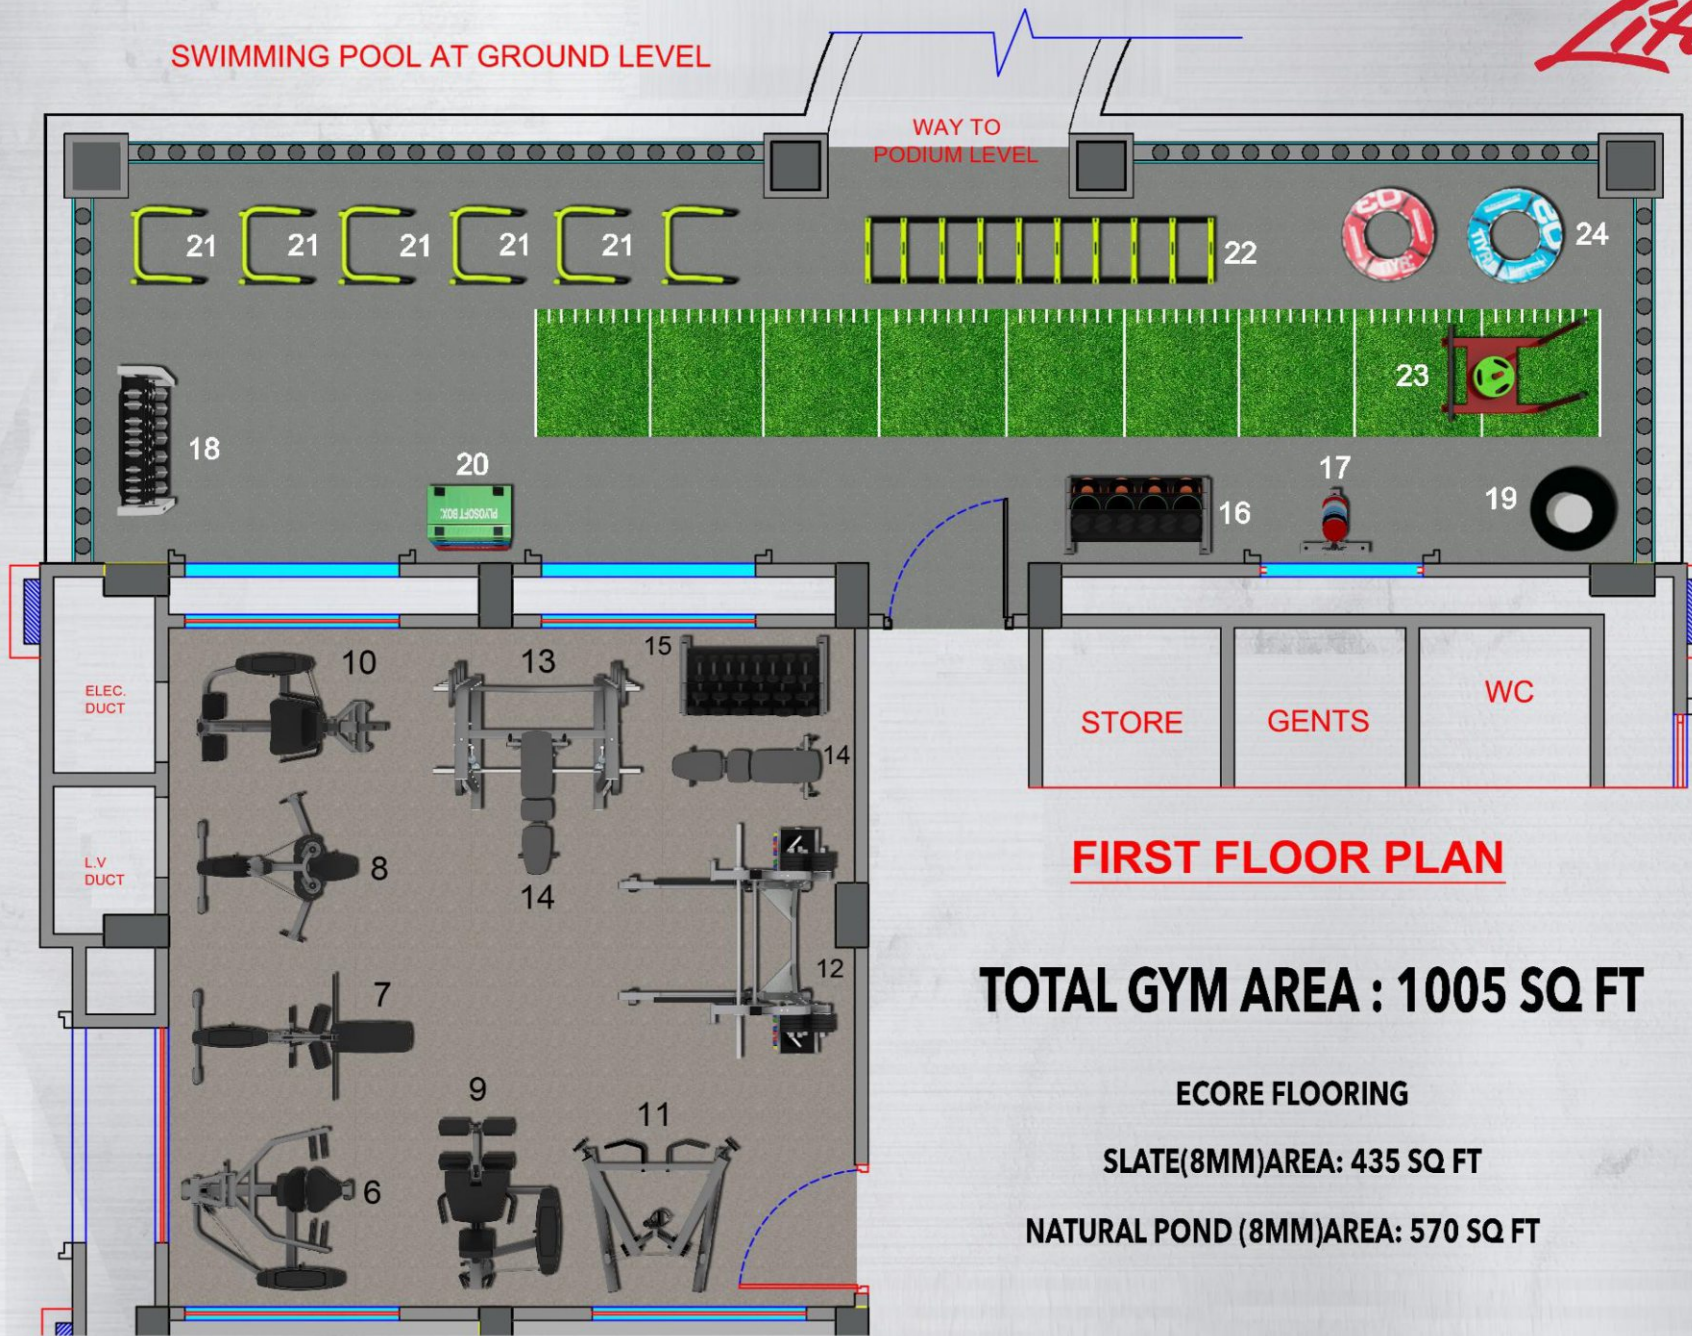 SWIMMING POOL AT GROUND LEVEL
WAY TO
PODIUM LEVEL
21
21
21
21
21
22
24
23
18
20
PLYOSOFT BOX
16
17
19
ELEC.
DUCT
L.V
DUCT
10
13
15
14
8
14
12
7
9
11
6
STORE
GENTS
WC
FIRST FLOOR PLAN
TOTAL GYM AREA : 1005 SQ FT
ECORE FLOORING
SLATE(8MM)AREA: 435 SQ FT
NATURAL POND (8MM)AREA: 570 SQ FT